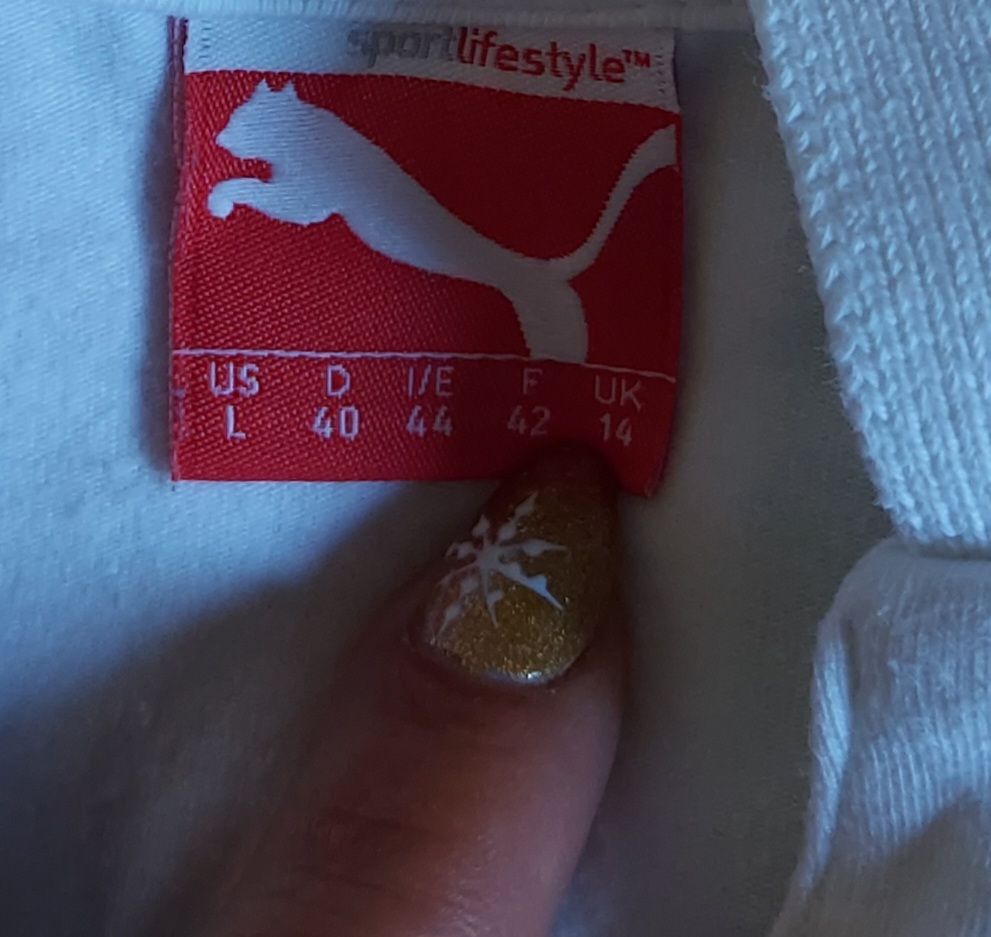 sportlifestyle™
US D I/E F UK
L 40 44 42 14